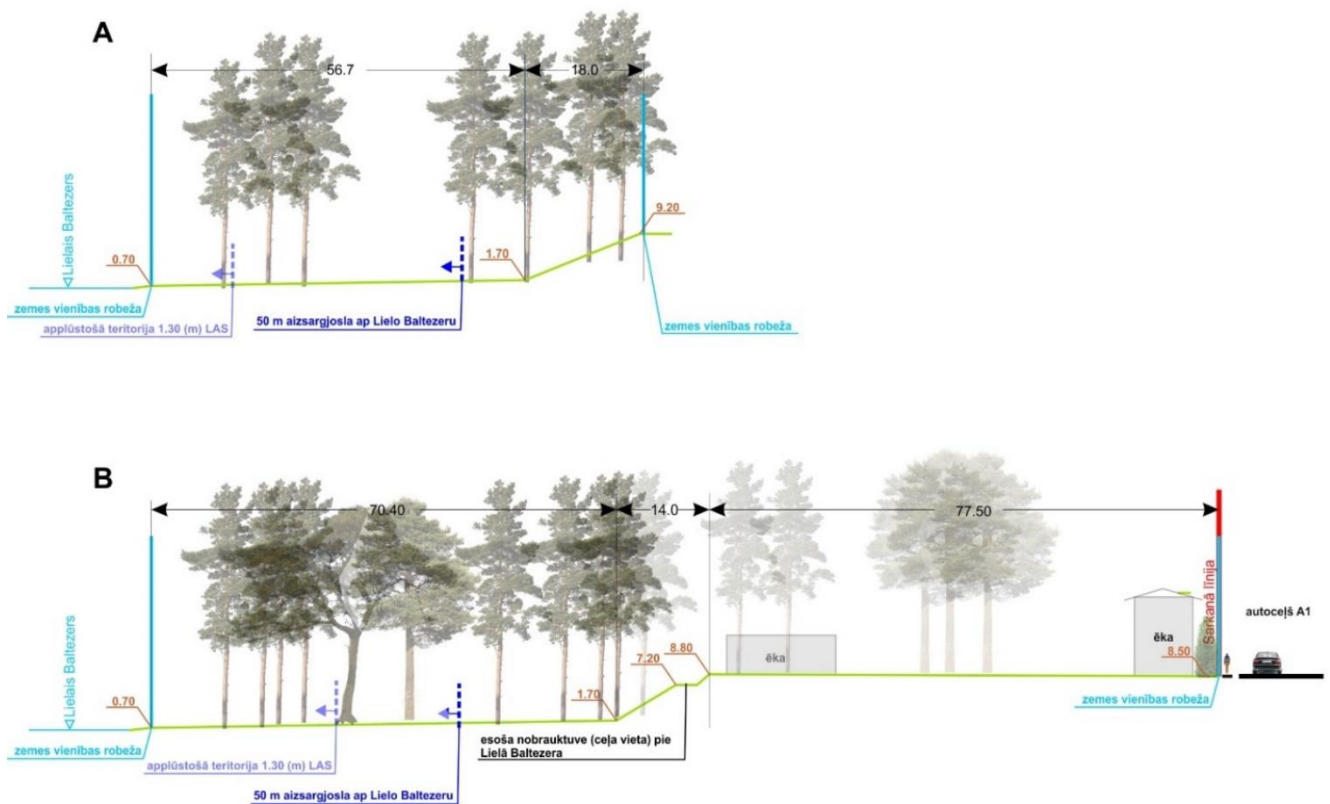 A
56.7
18.0
Lielais Baltezers
9.20
0.70
1.70
zemes vienības robeža
applūstošā teritorija 1.30 (m) LAS
50 m aizsargjosla ap Lielo Baltezeru
zemes vienības robeža
B
70.40
14.0
77.50
Lielais Baltezers
Sarkanā līnija
autoceļš A1
ēka
ēka
0.70
1.70
7.20
8.80
8.50
zemes vienības robeža
zemes vienības robeža
esoša nobrauktuve (ceļa vieta) pie
Lielā Baltezera
applūstošā teritorija 1.30 (m) LAS
50 m aizsargjosla ap Lielo Baltezeru